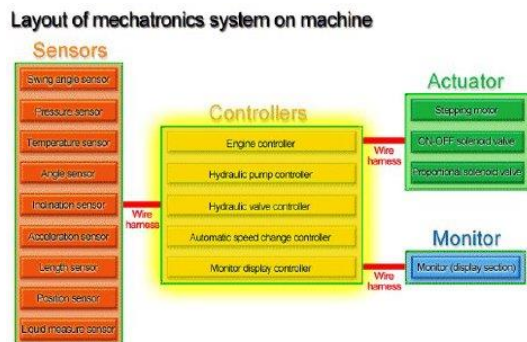 Layout of mechatronics system on machine
Sensors
Swing angle sensor
Pressure sensor
Temperature sensor
Angle sensor
Inclination sensor
Acceleration sensor
Length sensor
Position sensor
Liquid measure sensor
Wire
harness
Controllers
Engine controller
Hydraulic pump controller
Hydraulic valve controller
Automatic speed change controller
Monitor display controller
Wire
harness
Wire
harness
Actuator
Stepping motor
ON-OFF solenoid valve
Proportional solenoid valve
Monitor
Monitor (display section)